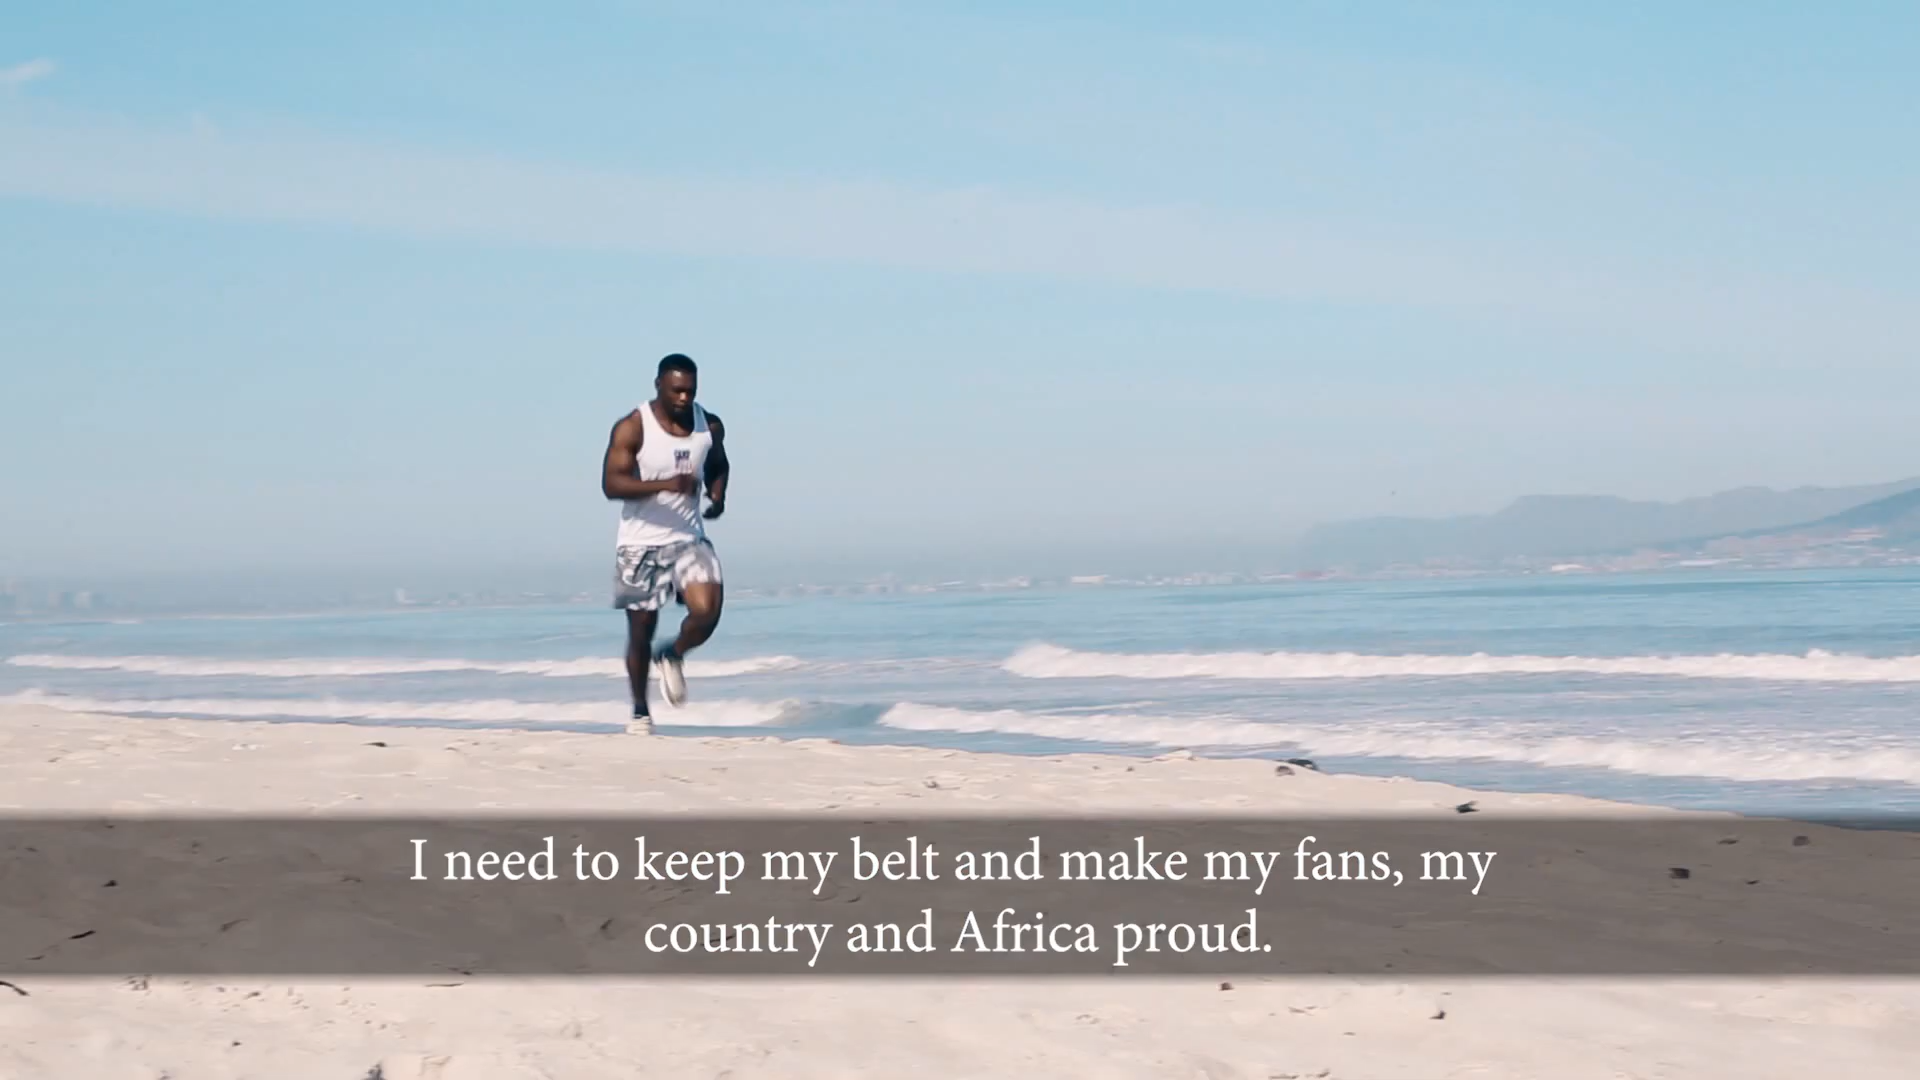 I need to keep my belt and make my fans, my
country and Africa proud.